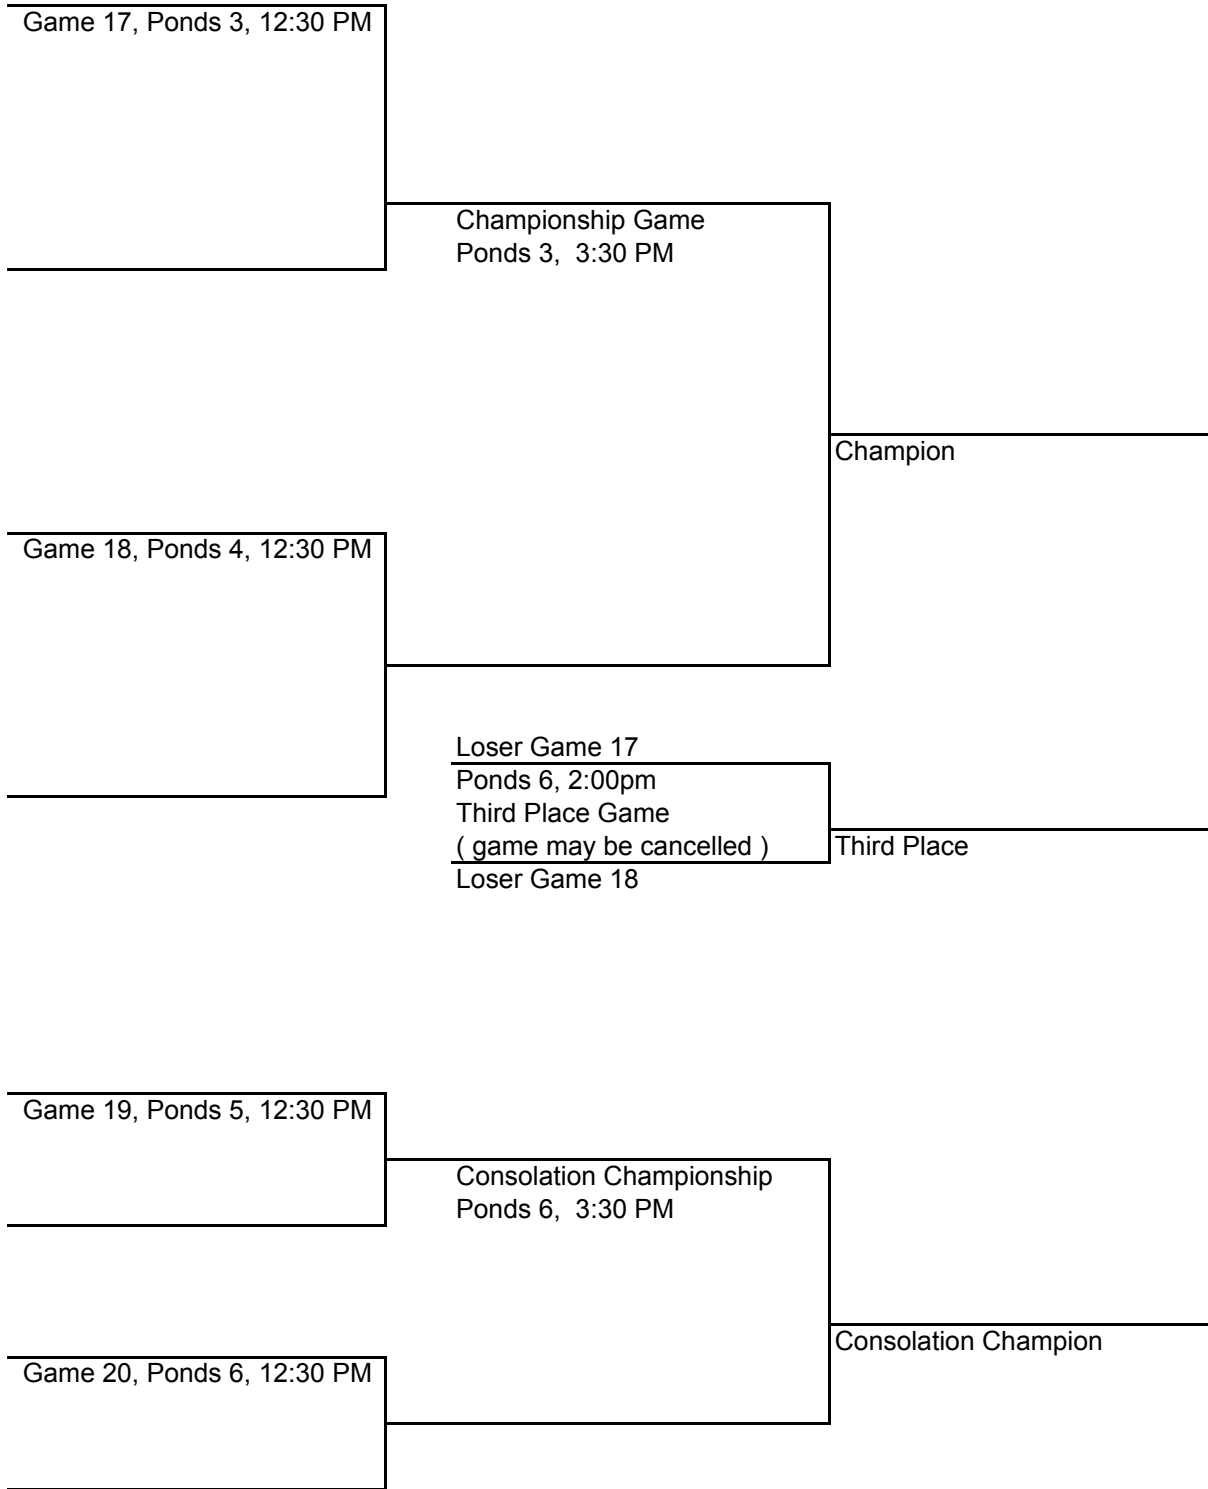 Game 17, Ponds 3, 12:30 PM
Championship Game
Ponds 3,  3:30 PM
Champion
Game 18, Ponds 4, 12:30 PM
Loser Game 17
Ponds 6, 2:00pm
Third Place Game
( game may be cancelled )
Third Place
Loser Game 18
Game 19, Ponds 5, 12:30 PM
Consolation Championship
Ponds 6,  3:30 PM
Consolation Champion
Game 20, Ponds 6, 12:30 PM